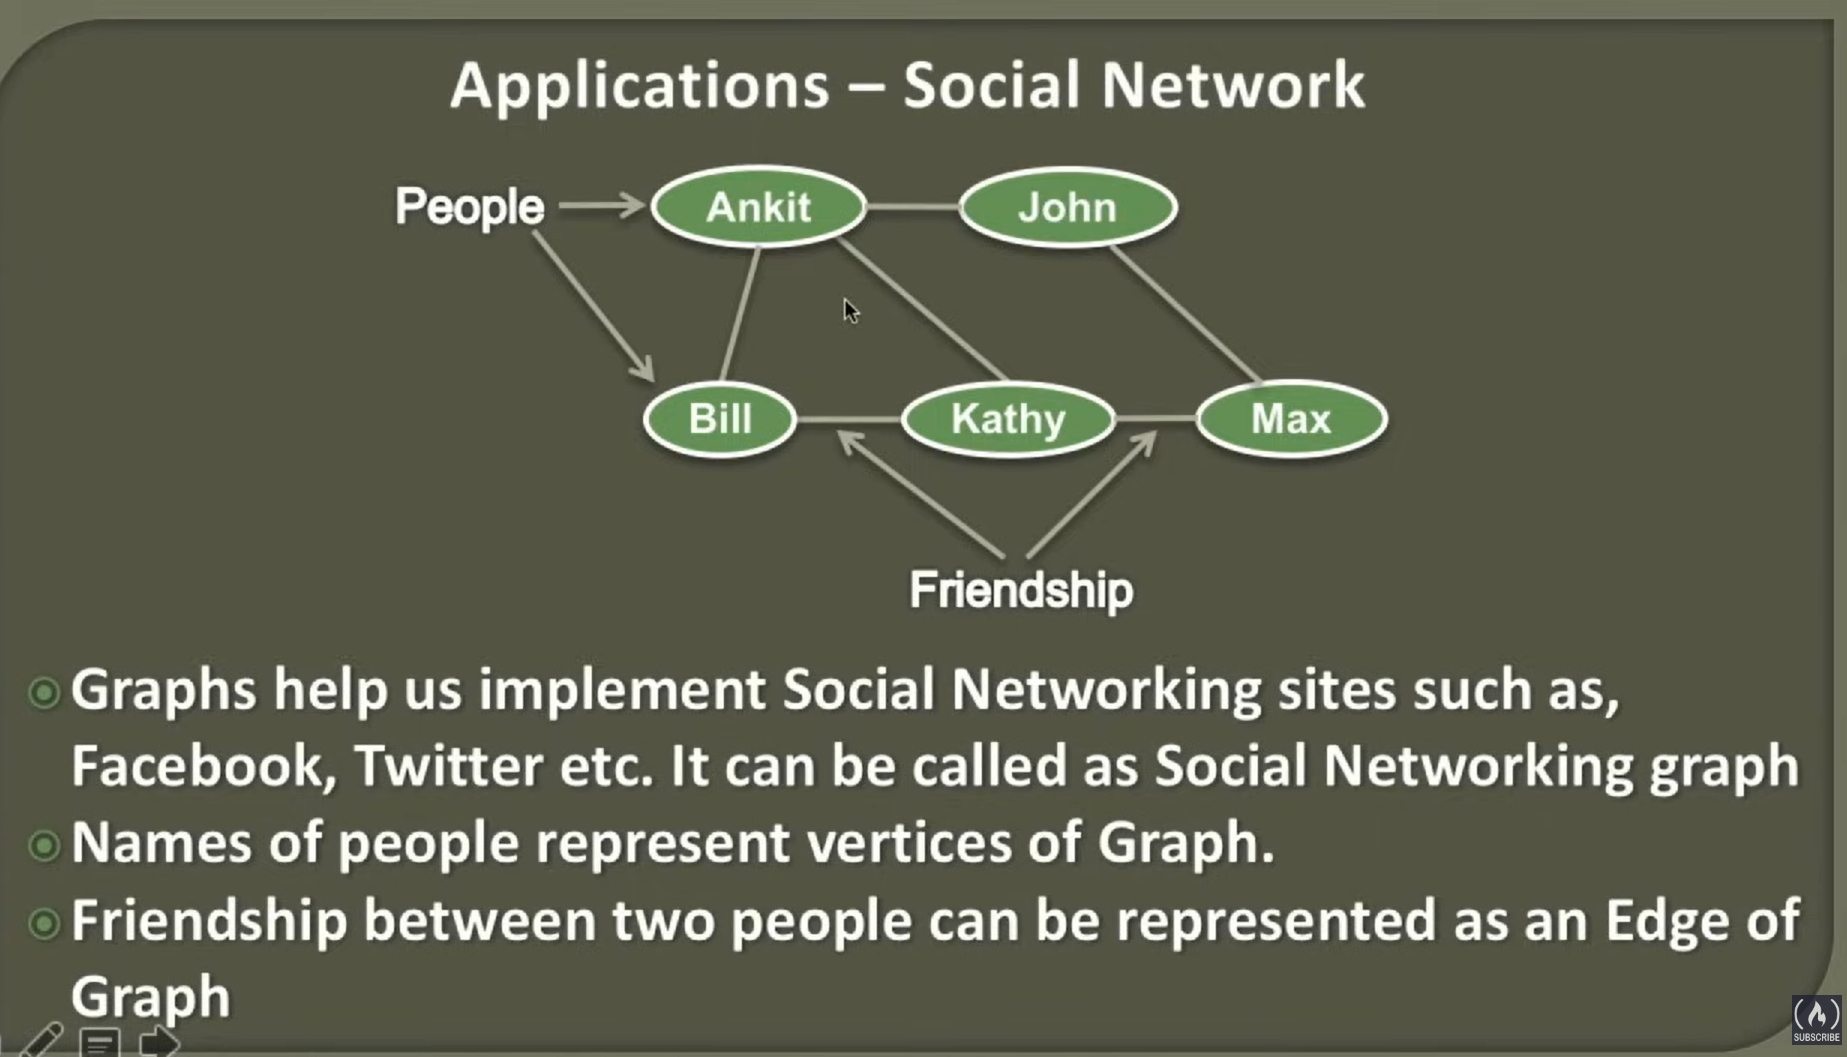 Applications – Social Network
People
Ankit
John
Bill
Kathy
Max
Friendship
Graphs help us implement Social Networking sites such as,
Facebook, Twitter etc. It can be called as Social Networking graph
Names of people represent vertices of Graph.
Friendship between two people can be represented as an Edge of
Graph
SUBSCRIBE